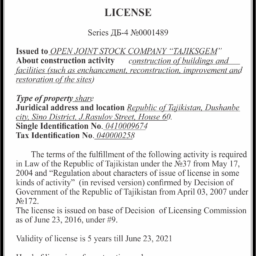 LICENSE
Series ДБ-4 №0001489
Issued to OPEN JOINT STOCK COMPANY "TAJIKSGEM"
About construction activity construction of buildings and
facilities (such as enchancement, reconstruction, improvement and
restoration of the sites)
Type of property share
Juridical address and location Republic of Tajikistan, Dushanbe
city, Sino District, J.Rosulov Street, House 60.
Single Identification No. 0410009674
Tax Identification No. 040000258
The terms of the fulfillment of the following activity is required
in Law of the Republic of Tajikistan under the №37 from May 17,
2004 and "Regulation about characters of issue of license in some
kinds of activity" (in revised version) confirmed by Decision of
Government of the Republic of Tajikistan from April 03, 2007 under
№172.
The license is issued on base of Decision of Licensing Commission
as of June 23, 2016, under #9.
Validity of license is 5 years till June 23, 2021